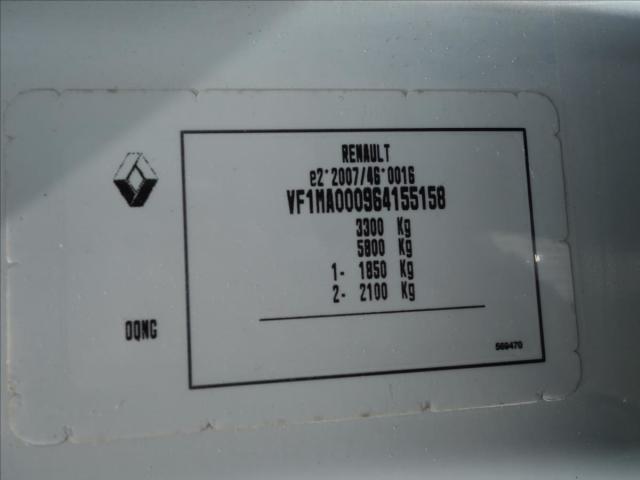 RENAULT
e2*2007/46*0016
VF1MA000964155158
3300 Kg
5800 Kg
1- 1850 Kg
2- 2100 Kg
OQNG
569470